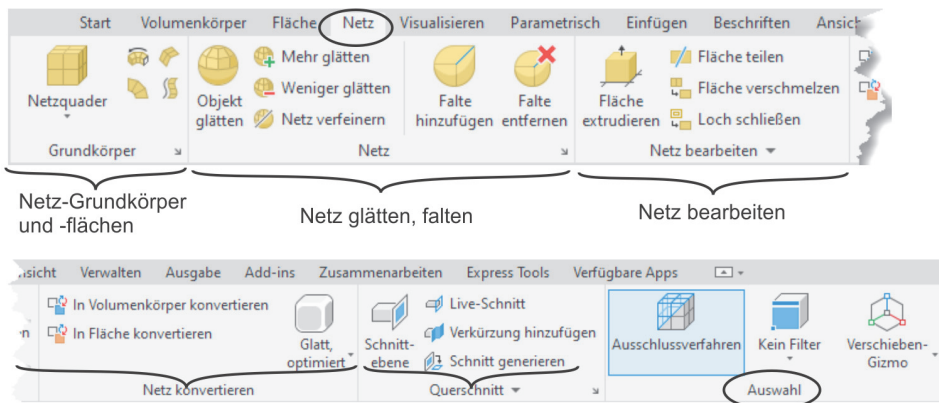 Start Volumenkörper Fläche Netz Visualisieren Parametrisch Einfügen Beschriften
Netzquader
Objekt glätten
Mehr glätten
Weniger glätten
Netz verfeinern
Falte hinzufügen
Falte entfernen
Fläche extrudieren
Fläche teilen
Fläche verschmelzen
Loch schließen
Grundkörper Netz Netz bearbeiten
Netz-Grundkörper
und -flächen
Netz glätten, falten
Netz bearbeiten
Verwalten Ausgabe Add-ins Zusammenarbeiten Express Tools Verfügbare Apps
In Volumenkörper konvertieren
In Fläche konvertieren
Glatt,
optimiert
Schnitt-
ebene
Live-Schnitt
Verkürzung hinzufügen
Schnitt generieren
Ausschlussverfahren
Kein Filter
Verschieben-
Gizmo
Netz konvertieren Querschnitt Auswahl